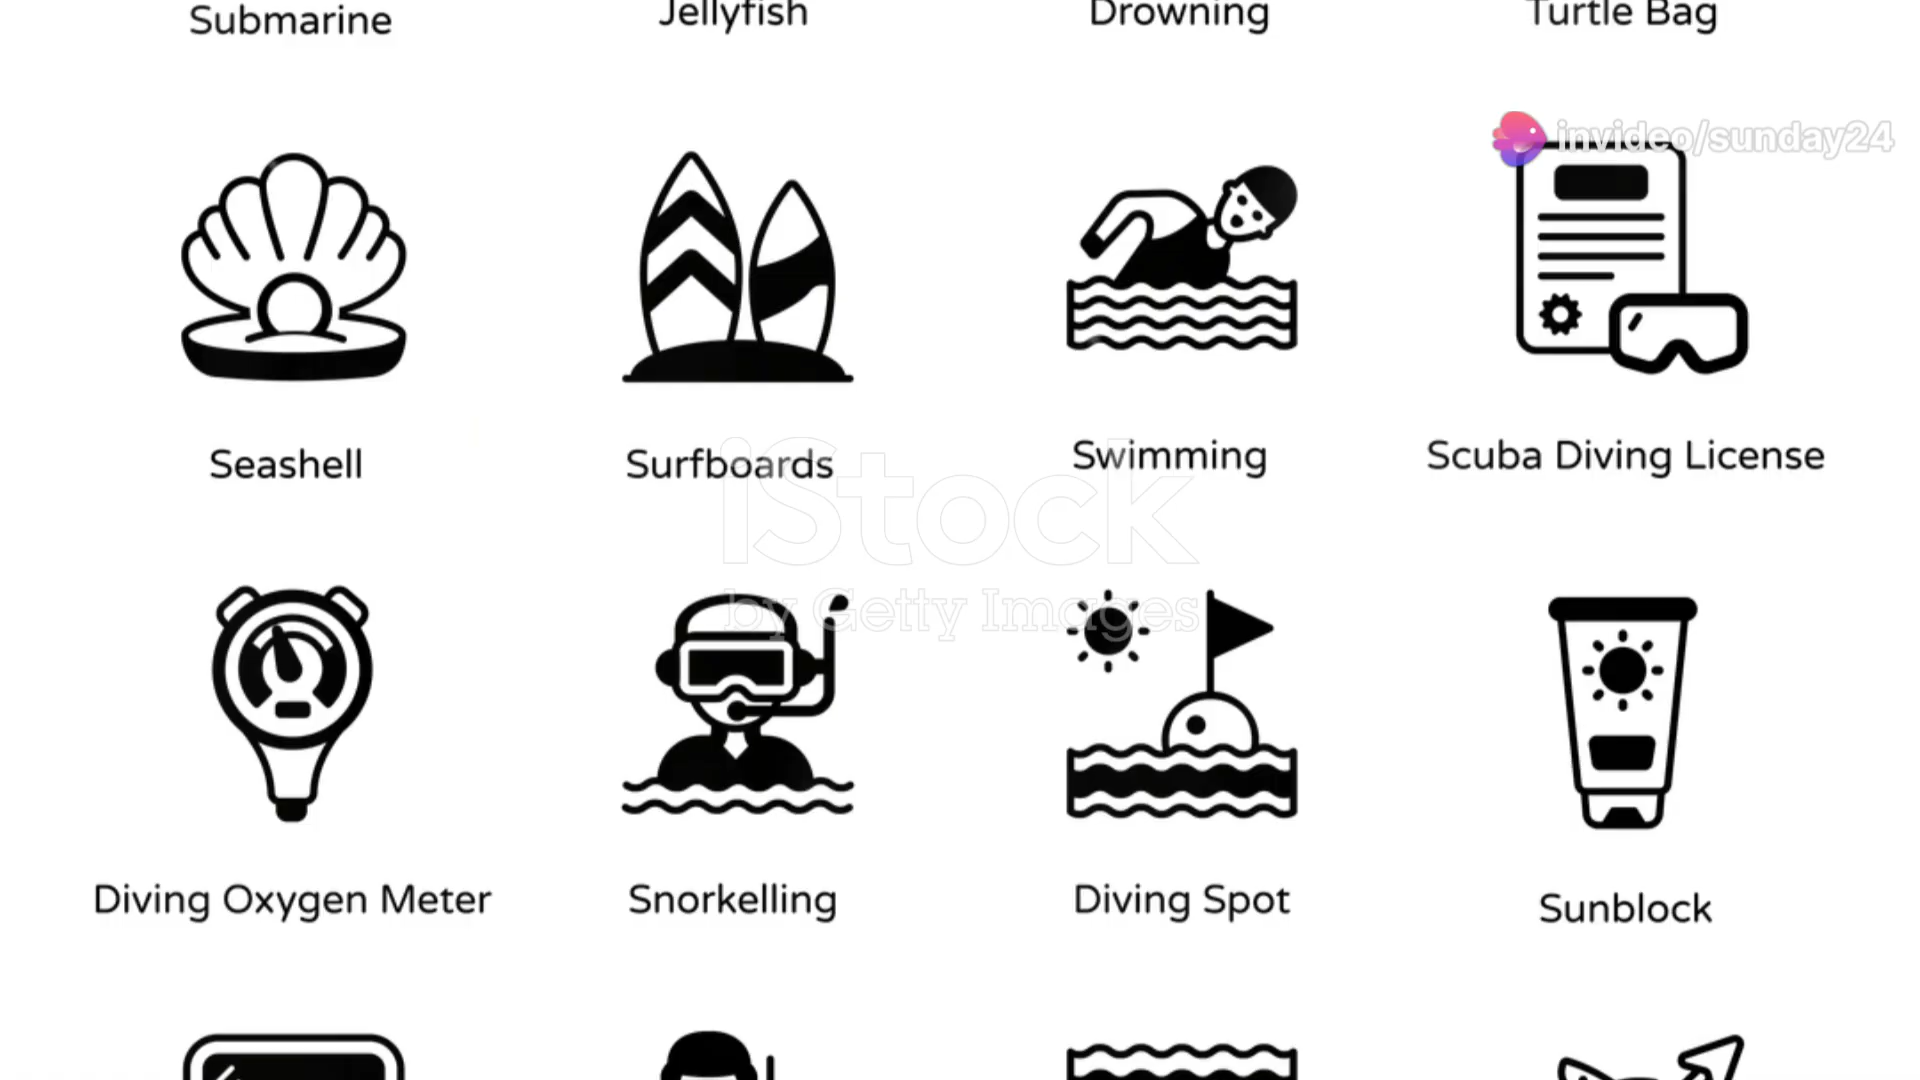 Submarine
Jellyfish
Drowning
Turtle Bag
invideo/sunday24
Seashell
Surfboards
Swimming
Scuba Diving License
iStock
by Getty Images
Diving Oxygen Meter
Snorkelling
Diving Spot
Sunblock